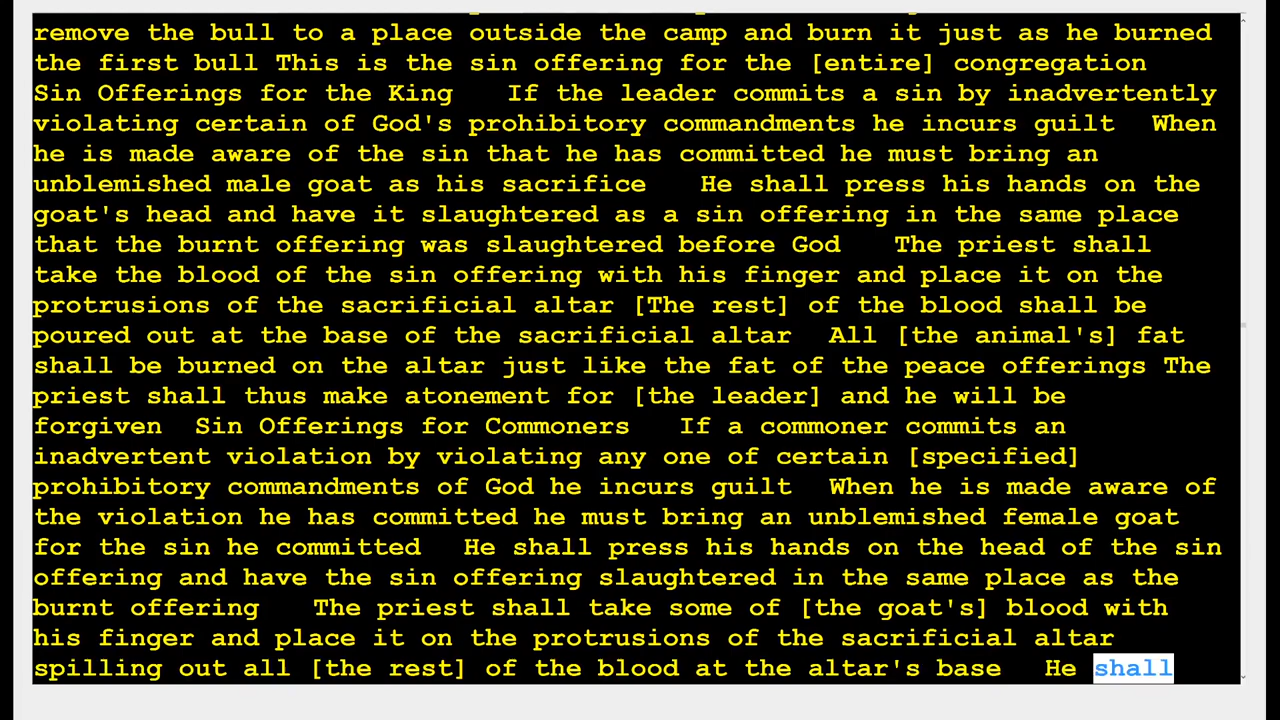 remove the bull to a place outside the camp and burn it just as he burned
the first bull This is the sin offering for the [entire] congregation
Sin Offerings for the King   If the leader commits a sin by inadvertently
violating certain of God's prohibitory commandments he incurs guilt   When
he is made aware of the sin that he has committed he must bring an
unblemished male goat as his sacrifice   He shall press his hands on the
goat's head and have it slaughtered as a sin offering in the same place
that the burnt offering was slaughtered before God   The priest shall
take the blood of the sin offering with his finger and place it on the
protrusions of the sacrificial altar [The rest] of the blood shall be
poured out at the base of the sacrificial altar   All [the animal's] fat
shall be burned on the altar just like the fat of the peace offerings The
priest shall thus make atonement for [the leader] and he will be
forgiven   Sin Offerings for Commoners   If a commoner commits an
inadvertent violation by violating any one of certain [specified]
prohibitory commandments of God he incurs guilt   When he is made aware of
the violation he has committed he must bring an unblemished female goat
for the sin he committed   He shall press his hands on the head of the sin
offering and have the sin offering slaughtered in the same place as the
burnt offering   The priest shall take some of [the goat's] blood with
his finger and place it on the protrusions of the sacrificial altar
spilling out all [the rest] of the blood at the altar's base   He shall